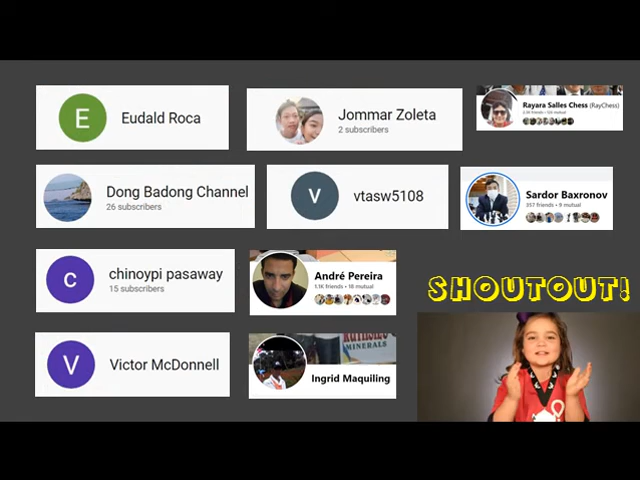 E
Eudald Roca
Jommar Zoleta
2 subscribers
Rayara Salles Chess (RayChess)
Dong Badong Channel
26 subscribers
v
vtasw5108
Sardor Baxronov
357 friends • 9 mutual
c
chinoypi pasaway
15 subscribers
André Pereira
1.1K friends • 18 mutual
SHOUTOUT!
V
Victor McDonnell
MINERALS
Ingrid Maquiling